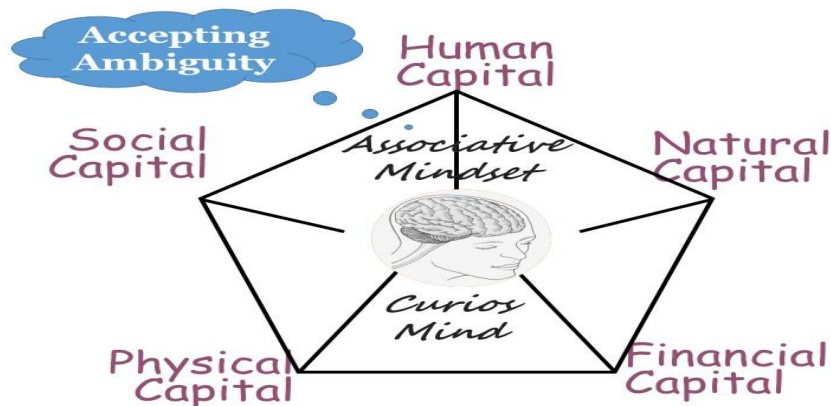 Accepting
Ambiguity
Human
Capital
Social
Capital
Natural
Capital
Associative
Mindset
Curios
Mind
Physical
Capital
Financial
Capital